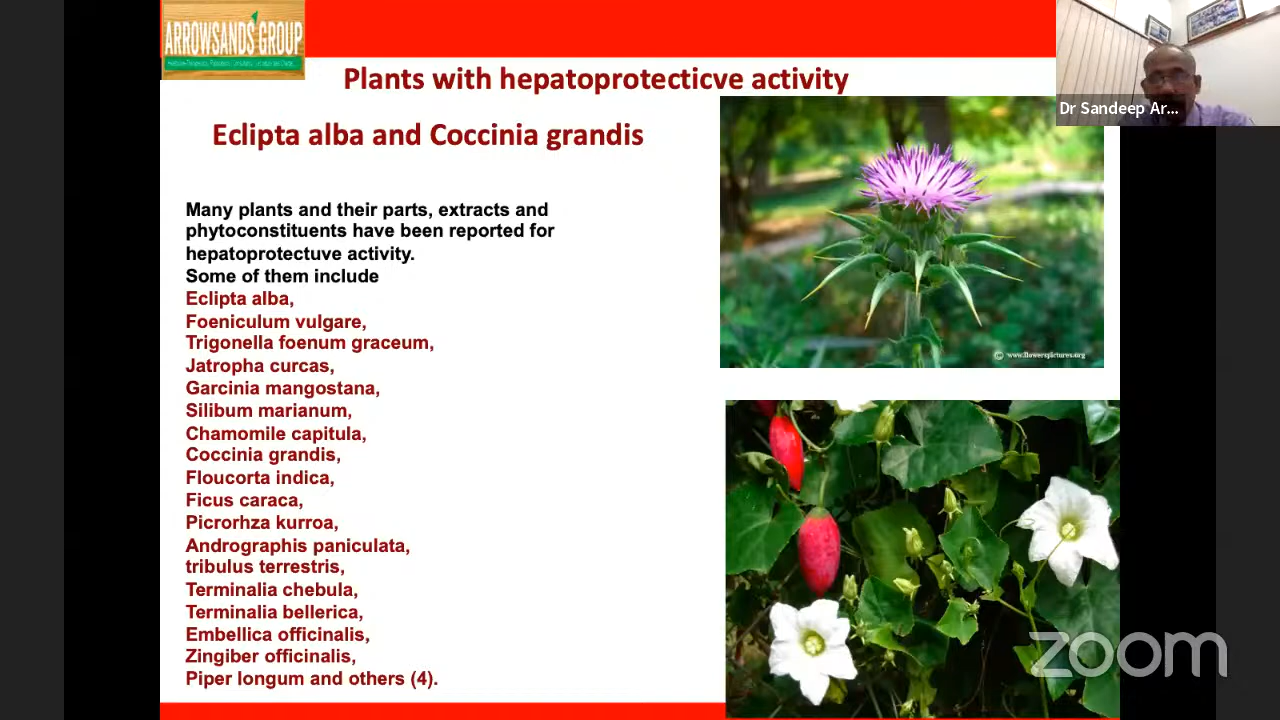 ARROWSANDS GROUP
Plants with hepatoprotecticve activity
Dr Sandeep Ar...
Eclipta alba and Coccinia grandis
Many plants and their parts, extracts and
phytoconstituents have been reported for
hepatoprotectuve activity.
Some of them include
Eclipta alba,
Foeniculum vulgare,
Trigonella foenum graceum,
Jatropha curcas,
Garcinia mangostana,
Silibum marianum,
Chamomile capitula,
Coccinia grandis,
Floucorta indica,
Ficus caraca,
Picrorhza kurroa,
Andrographis paniculata,
tribulus terrestris,
Terminalia chebula,
Terminalia bellerica,
Embellica officinalis,
Zingiber officinalis,
Piper longum and others (4).
© www.flowerspictures.org
zoom